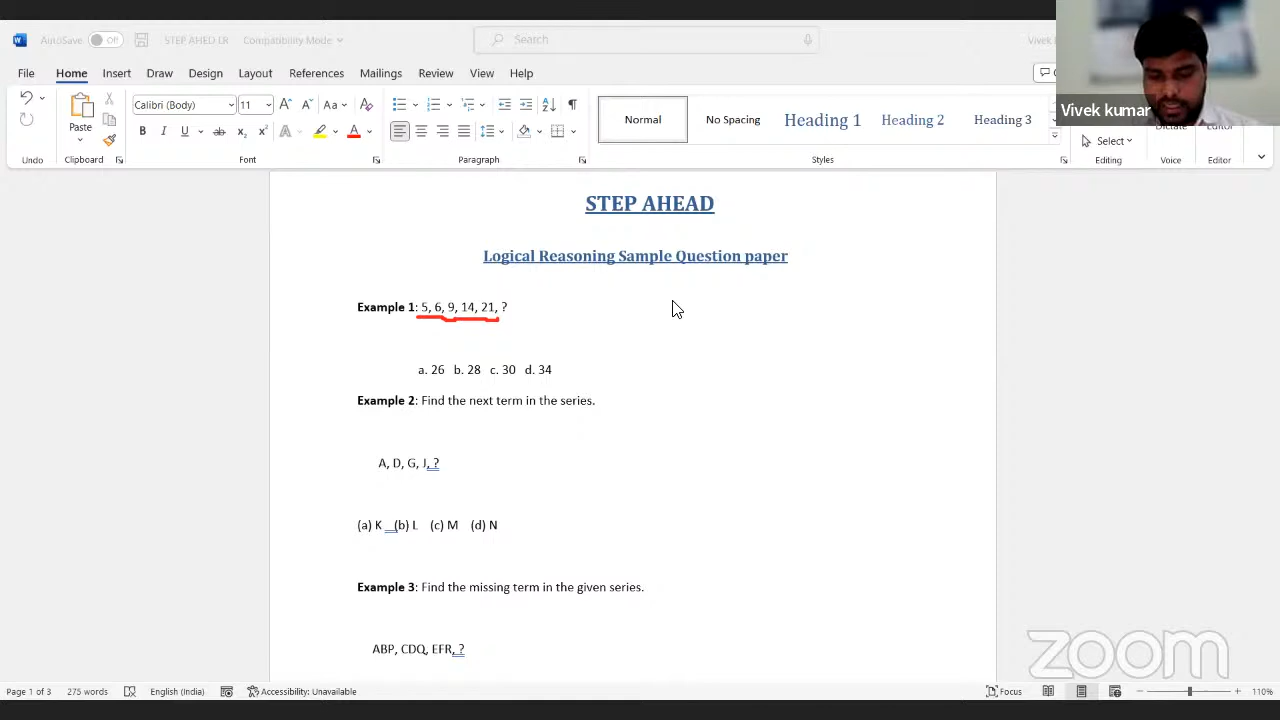 AutoSave Off STEP AHED LR Compatibility Mode Search Vivek
File Home Insert Draw Design Layout References Mailings Review View Help
Calibri (Body) 11
Paste
Normal No Spacing Heading 1 Heading 2 Heading 3
Select
Undo Clipboard Font Paragraph Styles Editing Voice Editor
Vivek kumar
STEP AHEAD
Logical Reasoning Sample Question paper
Example 1: 5, 6, 9, 14, 21, ?
a. 26 b. 28 c. 30 d. 34
Example 2: Find the next term in the series.
A, D, G, J, ?
(a) K (b) L (c) M (d) N
Example 3: Find the missing term in the given series.
ABP, CDQ, EFR, ?
zoom
Page 1 of 3 275 words English (India) Accessibility: Unavailable Focus 110%